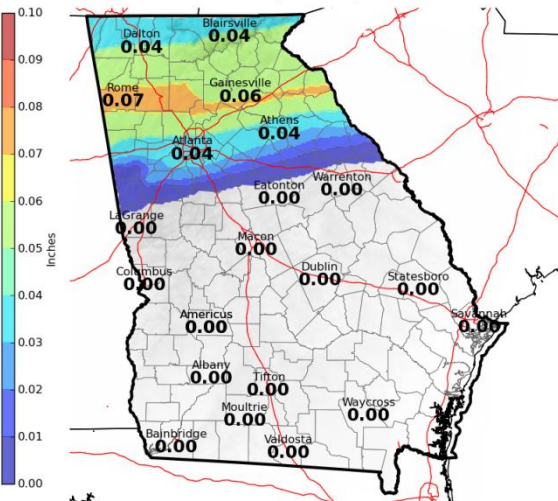 0.10
0.09
0.08
0.07
0.06
0.05
0.04
0.03
0.02
0.01
0.00
Inches
Dalton
0.04
Blairsville
0.04
Rome
0.07
Gainesville
0.06
Athens
0.04
Atlanta
0.04
Warrenton
0.00
Eatonton
0.00
LaGrange
0.00
Macon
0.00
Columbus
0.00
Dublin
0.00
Statesboro
0.00
Americus
0.00
Savannah
0.00
Albany
0.00
Tifton
0.00
Moultrie
0.00
Waycross
0.00
Bainbridge
0.00
Valdosta
0.00